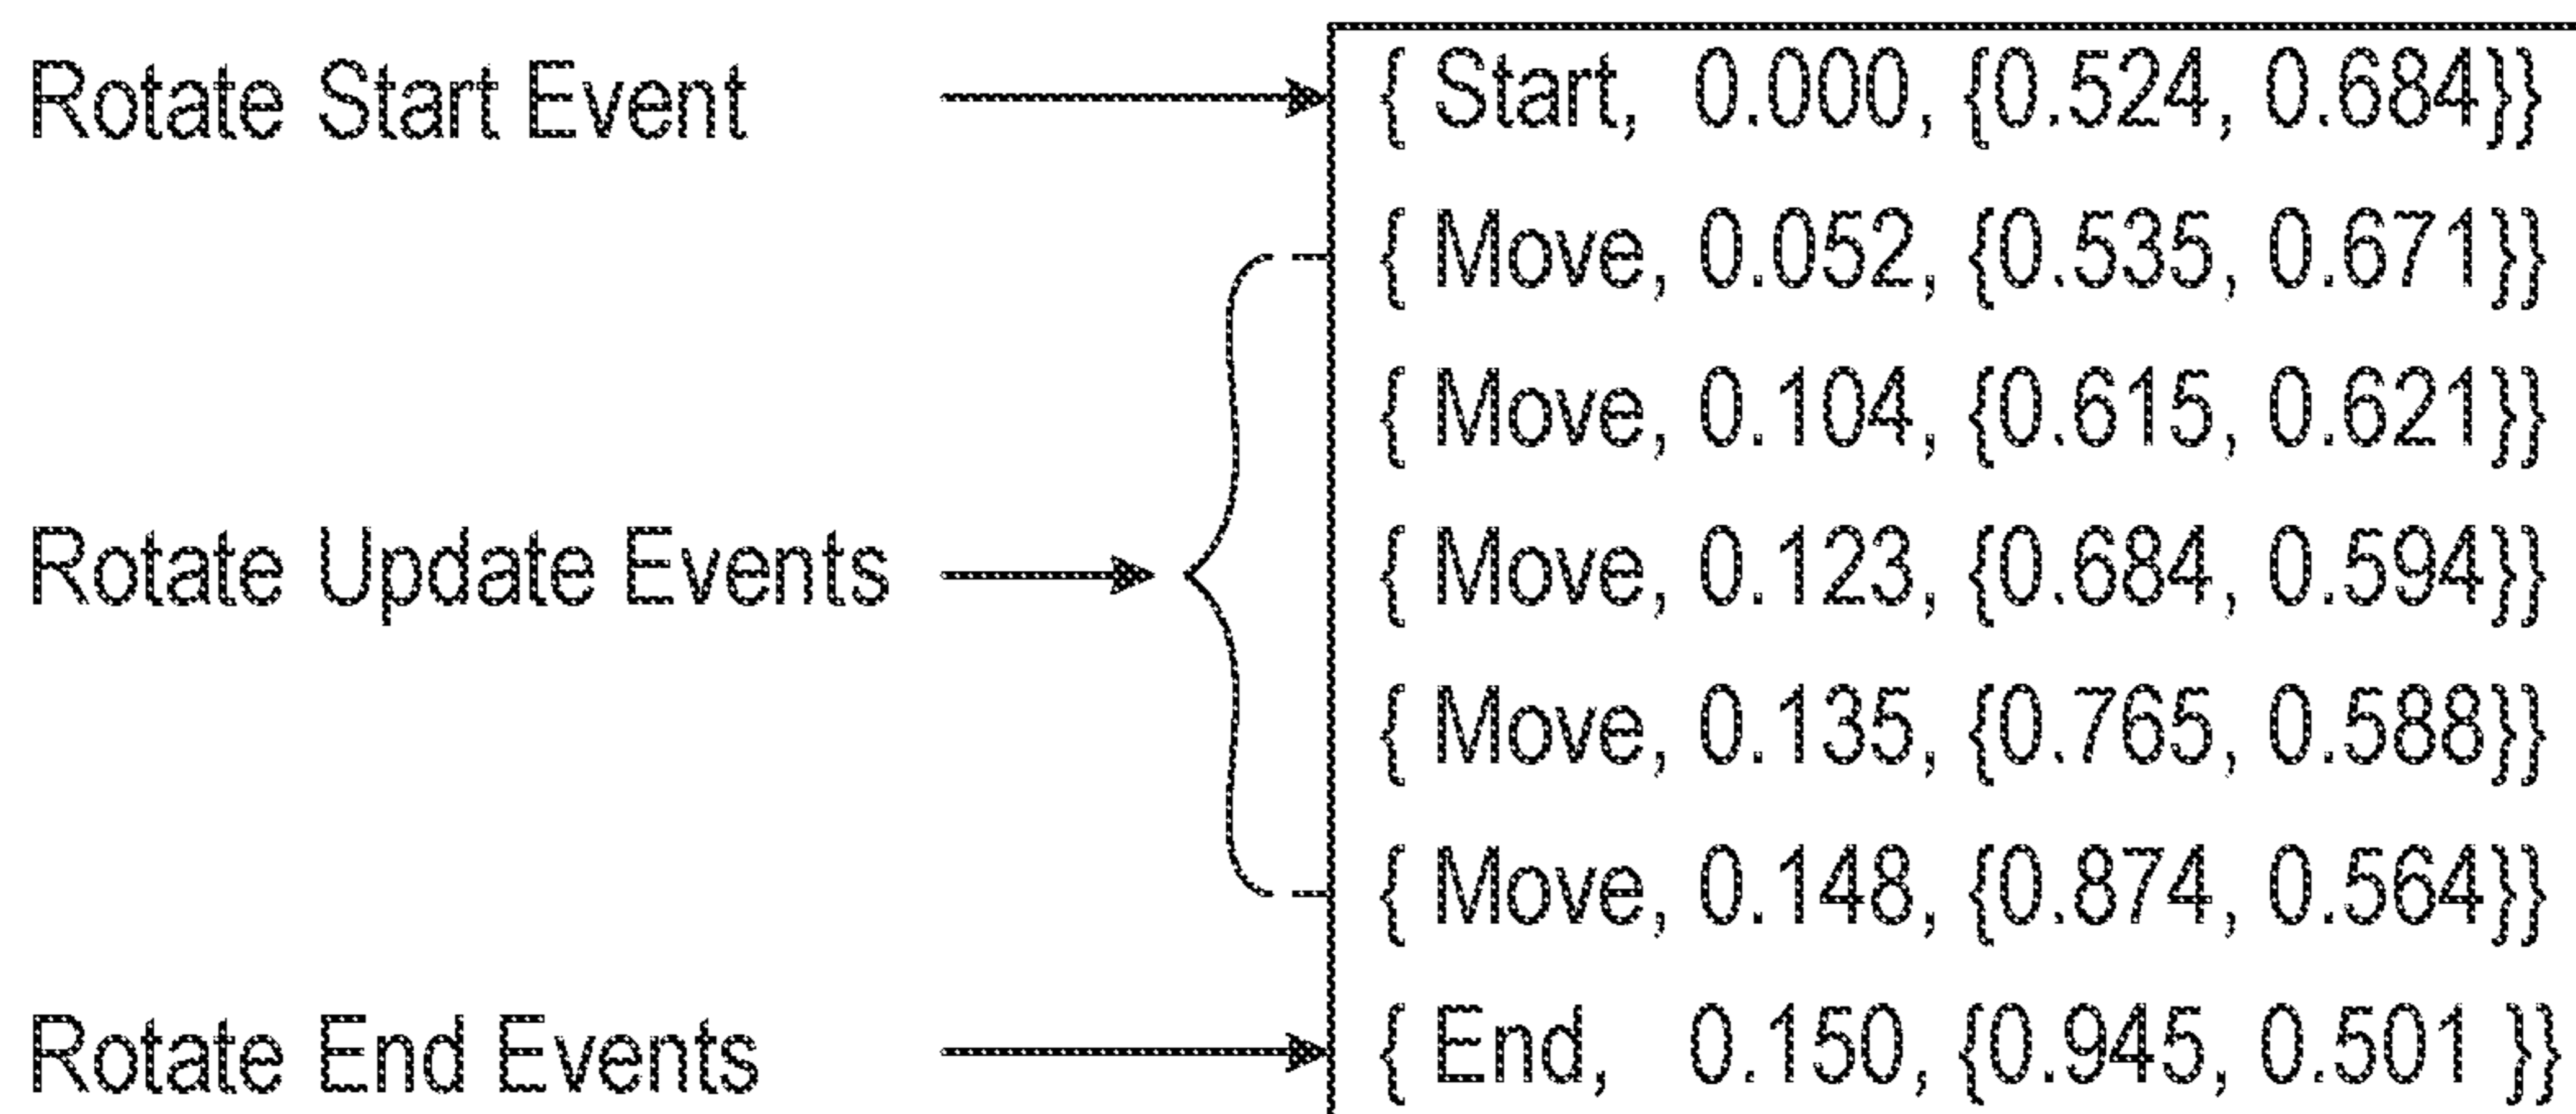 Rotate Start Event { Start, 0.000, {0.524, 0.684}}
{ Move, 0.052, {0.535, 0.671}}
{ Move, 0.104, {0.615, 0.621}}
Rotate Update Events { Move, 0.123, {0.684, 0.594}}
{ Move, 0.135, {0.765, 0.588}}
{ Move, 0.148, {0.874, 0.564}}
Rotate End Events { End, 0.150, {0.945, 0.501 }}